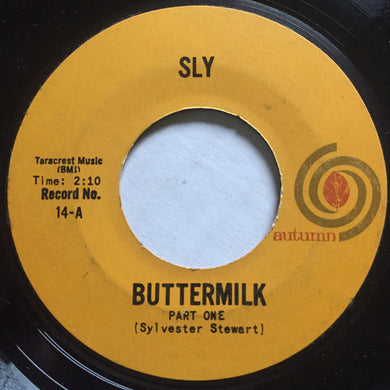 SLY
Taracrest Music
(BMI)
Time: 2:10
Record No.
14-A
autumn
BUTTERMILK
PART ONE
(Sylvester Stewart)